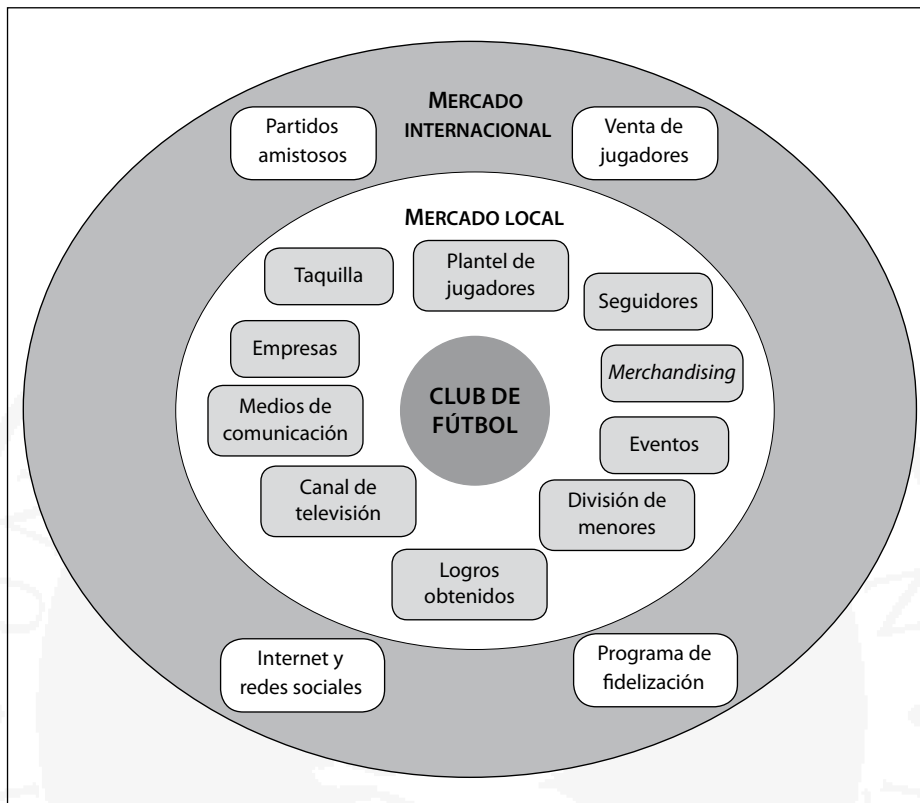 MERCADO
INTERNACIONAL
Partidos
amistosos
Venta de
jugadores
MERCADO LOCAL
Taquilla
Plantel de
jugadores
Seguidores
Empresas
Merchandising
Medios de
comunicación
CLUB DE
FÚTBOL
Eventos
Canal de
televisión
División de
menores
Logros
obtenidos
Internet y
redes sociales
Programa de
fidelización